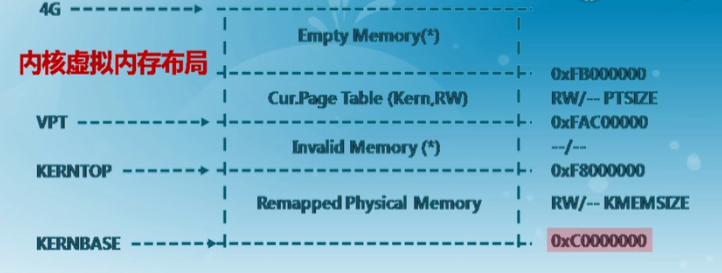 4G
Empty Memory(*)
内核虚拟内存布局
0xFB000000
Cur.Page Table (Kern,RW)
RW/-- PTSIZE
VPT
0xFAC00000
Invalid Memory (*)
--/--
KERNTOP
0xF8000000
Remapped Physical Memory
RW/-- KMEMSIZE
KERNBASE
0xC0000000